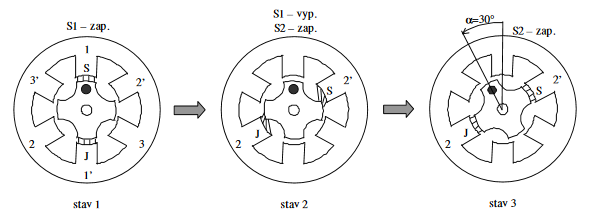 S1 – zap.
1
S
3'
2'
2
3
J
1'
stav 1
S1 – vyp.
S2 – zap.
2'
S
J
2
stav 2
α=30°
S2 – zap.
2'
S
J
2
stav 3